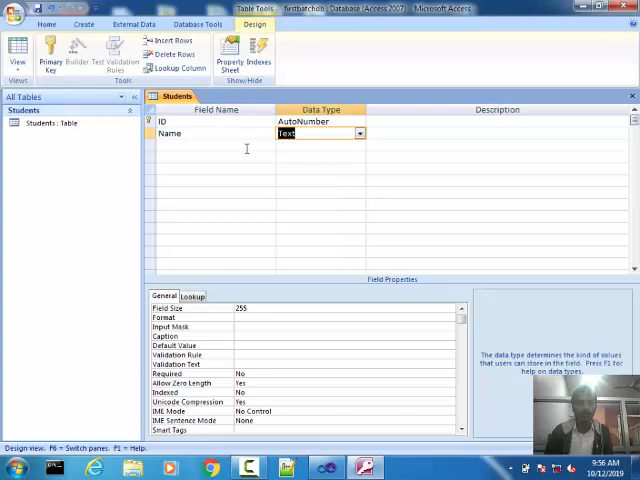 Table Tools
firstbatchdb : Database (Access 2007) - Microsoft Access
Home
Create
External Data
Database Tools
Design
View
Primary Key
Builder
Test Validation Rules
Insert Rows
Delete Rows
Lookup Column
Property Sheet
Indexes
Views
Tools
Show/Hide
All Tables
Students
Students : Table
Students
Field Name
Data Type
Description
ID
AutoNumber
Name
Text
Field Properties
General
Lookup
Field Size
255
Format
Input Mask
Caption
Default Value
Validation Rule
Validation Text
Required
No
Allow Zero Length
Yes
Indexed
No
Unicode Compression
Yes
IME Mode
No Control
IME Sentence Mode
None
Smart Tags
The data type determines the kind of values
that users can store in the field. Press F1 for
help on data types.
Design view. F6 = Switch panes. F1 = Help.
9:56 AM
10/12/2019